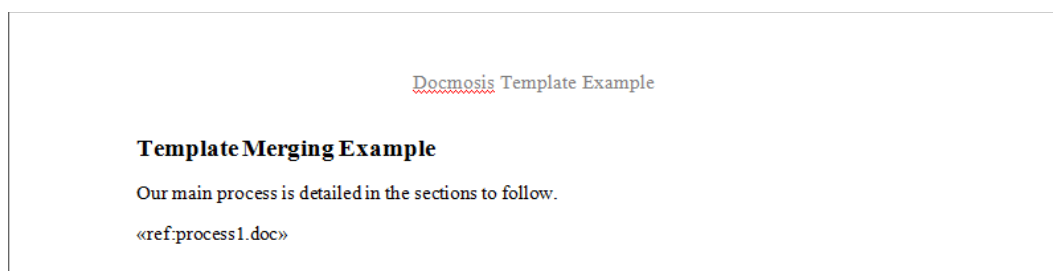 Docmosis Template Example
Template Merging Example
Our main process is detailed in the sections to follow.
«ref:process1.doc»